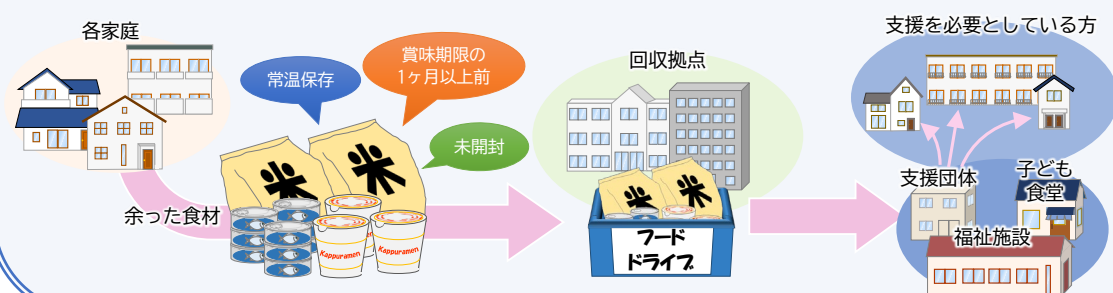 各家庭
常温保存
賞味期限の
1ヶ月以上前
未開封
余った食材
米
米
Kappuramen
Kappuramen
回収拠点
フード
ドライブ
支援を必要としている方
支援団体
子ども
食堂
福祉施設